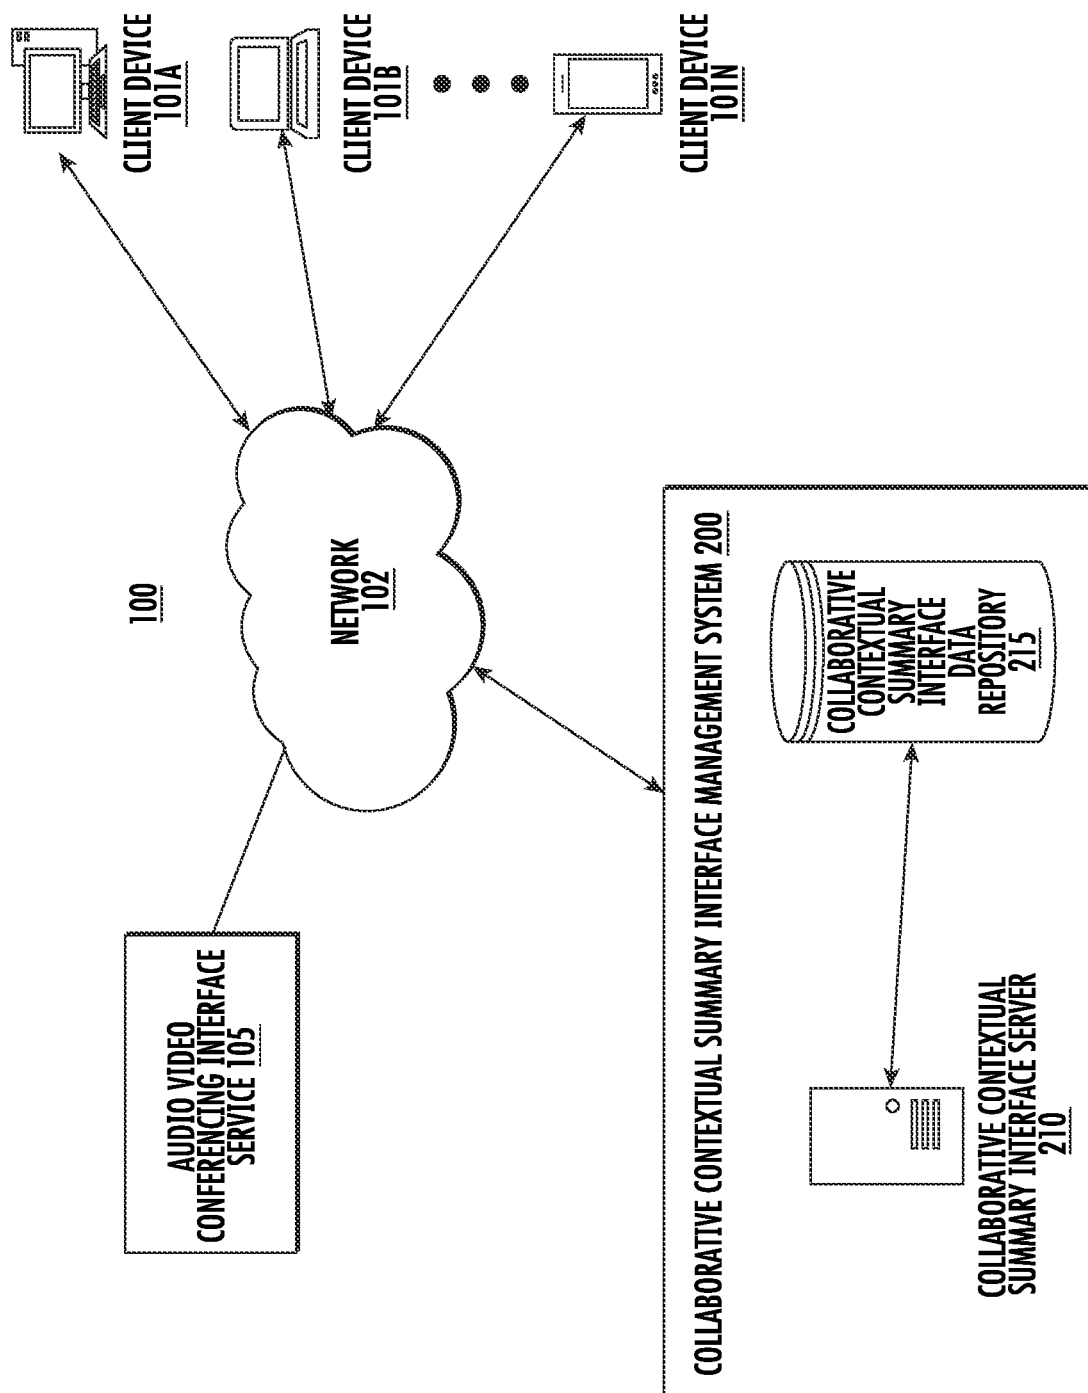 100
AUDIO VIDEO
CONFERENCING INTERFACE
SERVICE 105
NETWORK
102
CLIENT DEVICE
101A
CLIENT DEVICE
101B
CLIENT DEVICE
101N
COLLABORATIVE CONTEXTUAL SUMMARY INTERFACE MANAGEMENT SYSTEM 200
COLLABORATIVE CONTEXTUAL
SUMMARY INTERFACE SERVER
210
COLLABORATIVE
CONTEXTUAL
SUMMARY
INTERFACE
DATA
REPOSITORY
215